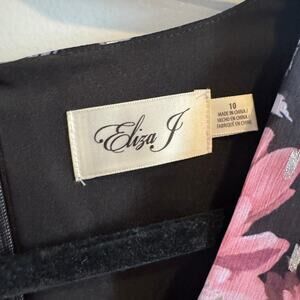 Eliza J
10
MADE IN CHINA /
HECHO EN CHINA /
FABRIQUÉ EN CHINE